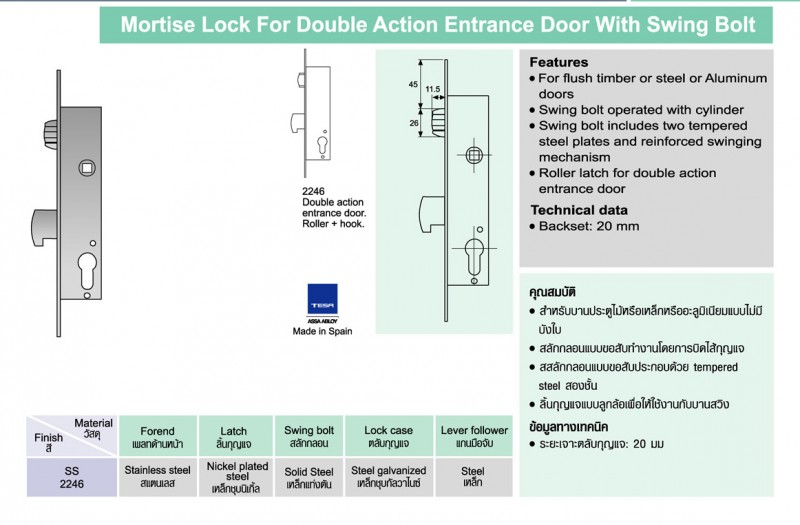 Mortise Lock For Double Action Entrance Door With Swing Bolt
2246
Double action
entrance door.
Roller + hook.
TESA
ASSA ABLOY
Made in Spain
45
11.5
26
Features
• For flush timber or steel or Aluminum
doors
• Swing bolt operated with cylinder
• Swing bolt includes two tempered
steel plates and reinforced swinging
mechanism
• Roller latch for double action
entrance door
Technical data
• Backset: 20 mm
คุณสมบัติ
• สำหรับบานประตูไม้หรือเหล็กหรืออะลูมิเนียมแบบไม่มี
บังใบ
• สลักกลอนแบบขอสับทำงานโดยการบิดไส้กุญแจ
• สสลักกลอนแบบขอสับประกอบด้วย tempered
steel สองชั้น
• ลิ้นกุญแจแบบลูกล้อเพื่อให้ใช้งานกับบานสวิง
ข้อมูลทางเทคนิค
• ระยะเจาะตลับกุญแจ: 20 มม
Material
วัสดุ
Finish
สี
Forend
เพลทด้านหน้า
Latch
ลิ้นกุญแจ
Swing bolt
สลักกลอน
Lock case
ตลับกุญแจ
Lever follower
แกนมือจับ
SS
2246
Stainless steel
สแตนเลส
Nickel plated
steel
เหล็กชุบนิเกิ้ล
Solid Steel
เหล็กแท่งตัน
Steel galvanized
เหล็กชุบกัลวาไนซ์
Steel
เหล็ก